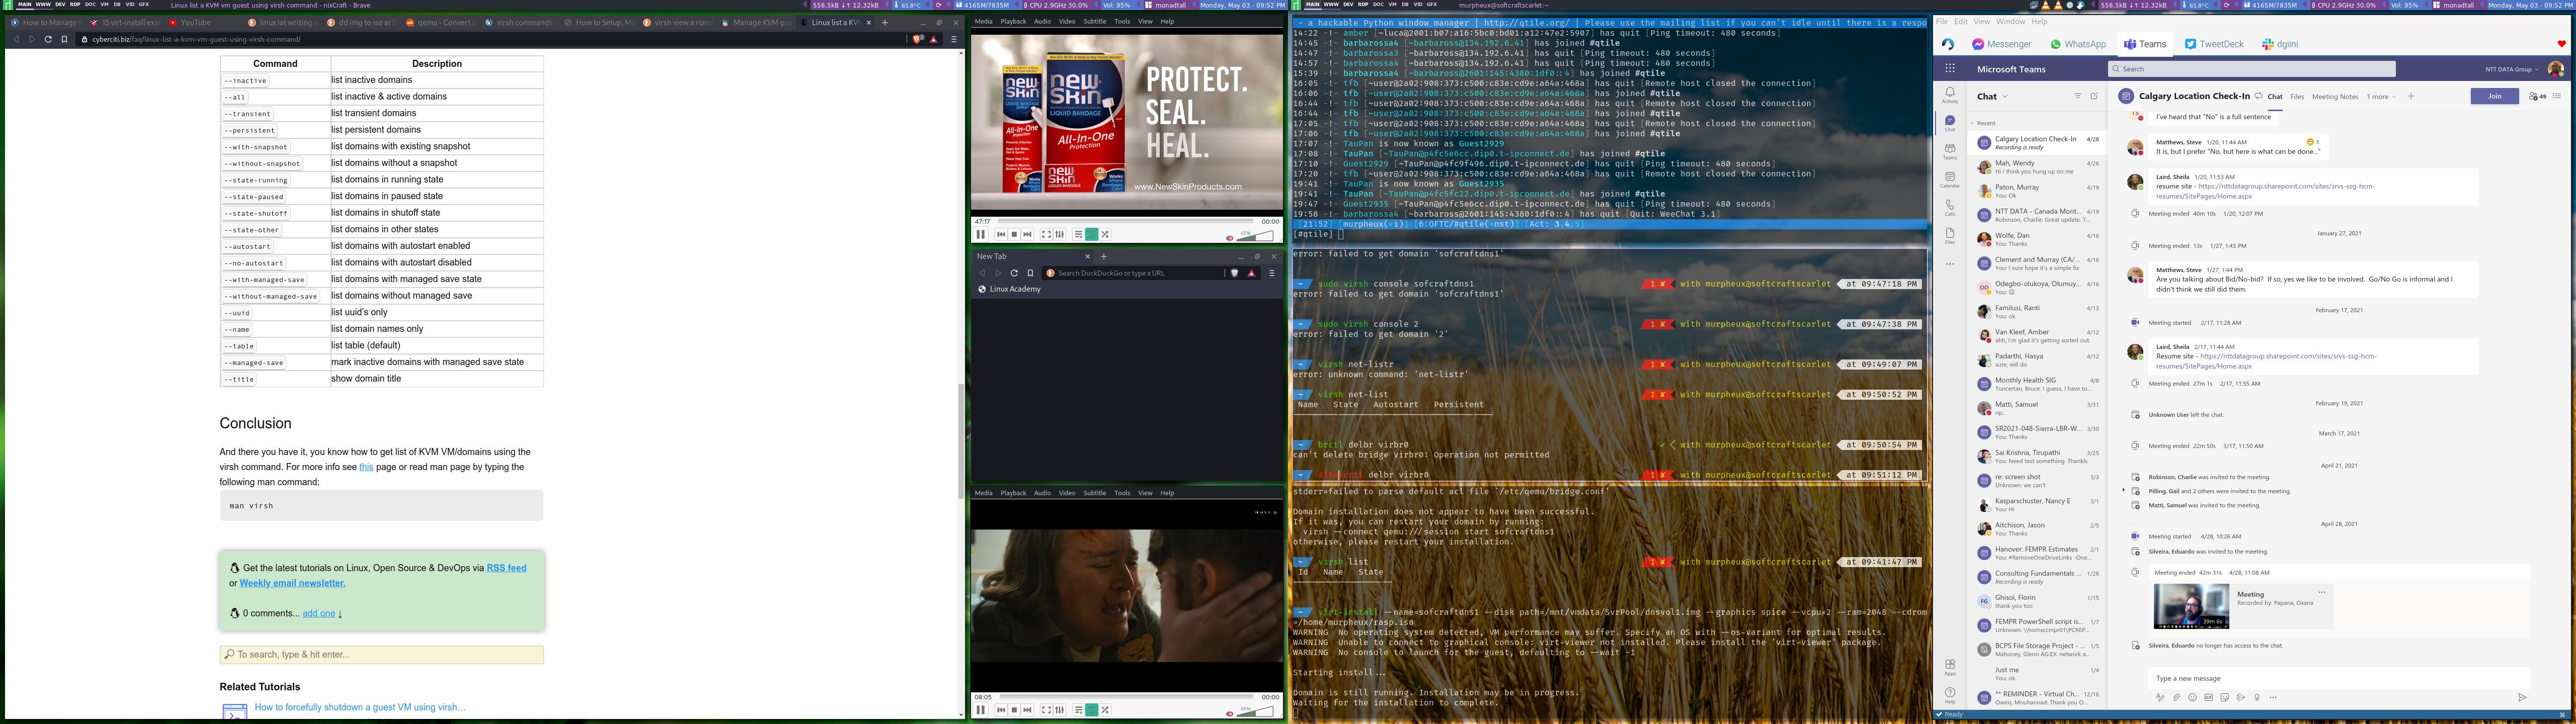 MAIN WWW DEV RDP DOC VM DB VID GFX
Linux list a KVM vm guest using virsh command - nixCraft - Brave
556.5kB ↓↑ 12.32kB
65.8°C
4165M/7835M
CPU 2.9GHz 30.0%
Vol: 95%
monadtall
Monday, May 03 - 09:52 PM
How to Manage
15 virt-install exa
YouTube
linux iat writing e
dd img to iso at D
qemu - Convert
virsh commands
How to Setup, M
virsh view a runn
Manage KVM gu
Linux list a KV
cyberciti.biz/faq/linux-list-a-kvm-vm-guest-using-virsh-command/
Command Description
--inactive list inactive domains
--all list inactive & active domains
--transient list transient domains
--persistent list persistent domains
--with-snapshot list domains with existing snapshot
--without-snapshot list domains without a snapshot
--state-running list domains in running state
--state-paused list domains in paused state
--state-shutoff list domains in shutoff state
--state-other list domains in other states
--autostart list domains with autostart enabled
--no-autostart list domains with autostart disabled
--with-managed-save list domains with managed save state
--without-managed-save list domains without managed save
--uuid list uuid's only
--name list domain names only
--table list table (default)
--managed-save mark inactive domains with managed save state
--title show domain title
Conclusion
And there you have it, you know how to get list of KVM VM/domains using the
virsh command. For more info see this page or read man page by typing the
following man command:
man virsh
Get the latest tutorials on Linux, Open Source & DevOps via RSS feed
or Weekly email newsletter.
0 comments... add one ↓
To search, type & hit enter...
Related Tutorials
How to forcefully shutdown a guest VM using virsh…
Media Playback Audio Video Subtitle Tools View Help
new skin
LIQUID BANDAGE
All-In-One
Protection
PROTECT.
SEAL.
HEAL.
www.NewSkinProducts.com
47:17 00:00
New Tab
Search DuckDuckGo or type a URL
Linux Academy
Media Playback Audio Video Subtitle Tools View Help
08:05 00:00
MAIN WWW DEV RDP DOC VM DB VID GFX
murpheux@softcraftscarlet:~
556.5kB ↓↑ 12.32kB
65.8°C
4165M/7835M
CPU 2.9GHz 30.0%
Vol: 95%
monadtall
Monday, May 03 - 09:52 PM
~ a hackable Python window manager | http://qtile.org/ | Please use the mailing list if you can't idle until there is a respo
14:22 -!- amber [~luca@2001:b07:a16:5bc0:bd01:a12:47e2:5907] has quit [Ping timeout: 480 seconds]
14:45 -!- barbarossa4 [~barbaross@134.192.6.41] has joined #qtile
14:47 -!- barbarossa3 [~barbaross@134.192.6.41] has quit [Ping timeout: 480 seconds]
14:57 -!- barbarossa4 [~barbaross@134.192.6.41] has quit [Ping timeout: 480 seconds]
15:39 -!- barbarossa4 [~barbaross@2601:145:4380:1df0::4] has joined #qtile
16:05 -!- tfb [~user@2a02:908:373:c500:c83e:cd9e:a64a:468a] has quit [Remote host closed the connection]
16:05 -!- tfb [~user@2a02:908:373:c500:c83e:cd9e:a64a:468a] has joined #qtile
16:44 -!- tfb [~user@2a02:908:373:c500:c83e:cd9e:a64a:468a] has quit [Remote host closed the connection]
16:44 -!- tfb [~user@2a02:908:373:c500:c83e:cd9e:a64a:468a] has joined #qtile
17:05 -!- tfb [~user@2a02:908:373:c500:c83e:cd9e:a64a:468a] has quit [Remote host closed the connection]
17:06 -!- tfb [~user@2a02:908:373:c500:c83e:cd9e:a64a:468a] has joined #qtile
17:07 -!- TauPan is now known as Guest2929
17:08 -!- TauPan [~TauPan@p4fc5e6cc.dip0.t-ipconnect.de] has joined #qtile
17:10 -!- Guest2929 [~TauPan@p4fc9f496.dip0.t-ipconnect.de] has quit [Ping timeout: 480 seconds]
17:20 -!- tfb [~user@2a02:908:373:c500:c83e:cd9e:a64a:468a] has quit [Remote host closed the connection]
19:41 -!- TauPan is now known as Guest2935
19:41 -!- TauPan [~TauPan@p4fc5fc22.dip0.t-ipconnect.de] has joined #qtile
19:47 -!- Guest2935 [~TauPan@p4fc5e6cc.dip0.t-ipconnect.de] has quit [Ping timeout: 480 seconds]
19:58 -!- barbarossa4 [~barbaross@2601:145:4380:1df0::4] has quit [Quit: WeeChat 3.1]
[21:52] [murpheux(+i)] [6:OFTC/#qtile(+nst)] [Act: 3,4,5]
[#qtile]
error: failed to get domain 'sofcraftdns1'
~ sudo virsh console sofcraftdns1 1 ✘ with murpheux@softcraftscarlet at 09:47:18 PM
error: failed to get domain 'sofcraftdns1'
~ sudo virsh console 2 1 ✘ with murpheux@softcraftscarlet at 09:47:38 PM
error: failed to get domain '2'
~ virsh net-listr 1 ✘ with murpheux@softcraftscarlet at 09:49:07 PM
error: unknown command: 'net-listr'
~ virsh net-list 1 ✘ with murpheux@softcraftscarlet at 09:50:52 PM
Name State Autostart Persistent
~ brctl delbr virbr0 ✔ with murpheux@softcraftscarlet at 09:50:54 PM
can't delete bridge virbr0: Operation not permitted
~ delbr virbr0 1 ✘ with murpheux@softcraftscarlet at 09:51:12 PM
stderr=failed to parse default acl file `/etc/qemu/bridge.conf'
Domain installation does not appear to have been successful.
If it was, you can restart your domain by running:
virsh --connect qemu:///session start sofcraftdns1
otherwise, please restart your installation.
~ virsh list 1 ✘ with murpheux@softcraftscarlet at 09:41:47 PM
Id Name State
~ virt-install --name=sofcraftdns1 --disk path=/mnt/vmdata/SvrPool/dnsvol1.img --graphics spice --vcpu=2 --ram=2048 --cdrom
=/home/murpheux/rasp.iso
WARNING No operating system detected, VM performance may suffer. Specify an OS with --os-variant for optimal results.
WARNING Unable to connect to graphical console: virt-viewer not installed. Please install the 'virt-viewer' package.
WARNING No console to launch for the guest, defaulting to --wait -1
Starting install...
Domain is still running. Installation may be in progress.
Waiting for the installation to complete.
File Edit View Window Help
Messenger WhatsApp Teams TweetDeck dgiini
Microsoft Teams
Search
NTT DATA Group
Activity
Chat
Teams
Calendar
Calls
Files
Apps
Help
Chat
Recent
Calgary Location Check-In 4/28
Recording is ready
Mah, Wendy 4/26
Hi I think you hung up on me
Paton, Murray 4/19
You: Ok
NTT DATA - Canada Mont... 4/19
Robinson, Charlie: Great update. T...
Wolfe, Dan 4/16
You: Thanks
Clement and Murray (CA/... 4/16
You: I sure hope it's a simple fix
Odegbo-olukoya, Olumuy... 4/16
You:
Familusi, Ranti 4/13
You: ok
Van Kleef, Amber 4/12
ahh, I'm glad it's getting sorted out.
Padarthi, Hasya 4/12
sure, will do
Monthly Health SIG 4/8
Tuncertan, Bruce: I guess, I have to...
Matti, Samuel 3/31
np.
SR2021-048-Sierra-LBR-W... 3/30
You: Thanks
Sai Krishna, Tirupathi 3/25
You: Need test something. Thankls
re: screen shot 3/3
Unknown: we can't
Kasparschuster, Nancy E 3/1
You: Hi
Aitchison, Jason 2/5
You: Thanks
Hanover: FEMPR Estimates 2/1
You: #RemoveOneDriveLinks -One...
Consulting Fundamentals ... 1/28
Recording is ready
Ghisoi, Florin 1/15
thank you too
FEMPR PowerShell script is... 1/7
Unknown: \\homsccmpr01\PCREP...
BCPS File Storage Project - ... 1/5
Mahoney, Glenn AG:EX: network a...
Just me 1/4
You: ok
** REMINDER - Virtual Ch... 12/16
Oweis, Mouhannad: Thank you O...
Calgary Location Check-In Chat Files Meeting Notes 1 more
Join
49
I've heard that "No" is a full sentence
Matthews, Steve 1/20, 11:44 AM 1
It is, but I prefer "No, but here is what can be done..."
Laird, Sheila 1/20, 11:53 AM
resume site - https://nttdatagroup.sharepoint.com/sites/srvs-ssg-hcm-
resumes/SitePages/Home.aspx
Meeting ended 40m 10s 1/20, 12:07 PM
January 27, 2021
Meeting ended 13s 1/27, 1:43 PM
Matthews, Steve 1/27, 1:44 PM
Are you talking about Bid/No-bid? If so, yes we like to be involved. Go/No Go is informal and I
didn't think we still did them.
February 17, 2021
Meeting started 2/17, 11:28 AM
Laird, Sheila 2/17, 11:44 AM
Resume site - https://nttdatagroup.sharepoint.com/sites/srvs-ssg-hcm-
resumes/SitePages/Home.aspx
Meeting ended 27m 1s 2/17, 11:55 AM
February 19, 2021
Unknown User left the chat.
March 17, 2021
Meeting ended 22m 50s 3/17, 11:50 AM
April 21, 2021
Robinson, Charlie was invited to the meeting.
Pilling, Gail and 2 others were invited to the meeting.
Matti, Samuel was invited to the meeting.
April 28, 2021
Meeting started 4/28, 10:26 AM
Silveira, Eduardo was invited to the meeting.
Meeting ended 42m 31s 4/28, 11:08 AM
Meeting
Recorded by: Papana, Oxana
39m 6s
Silveira, Eduardo no longer has access to the chat.
Type a new message
Ready